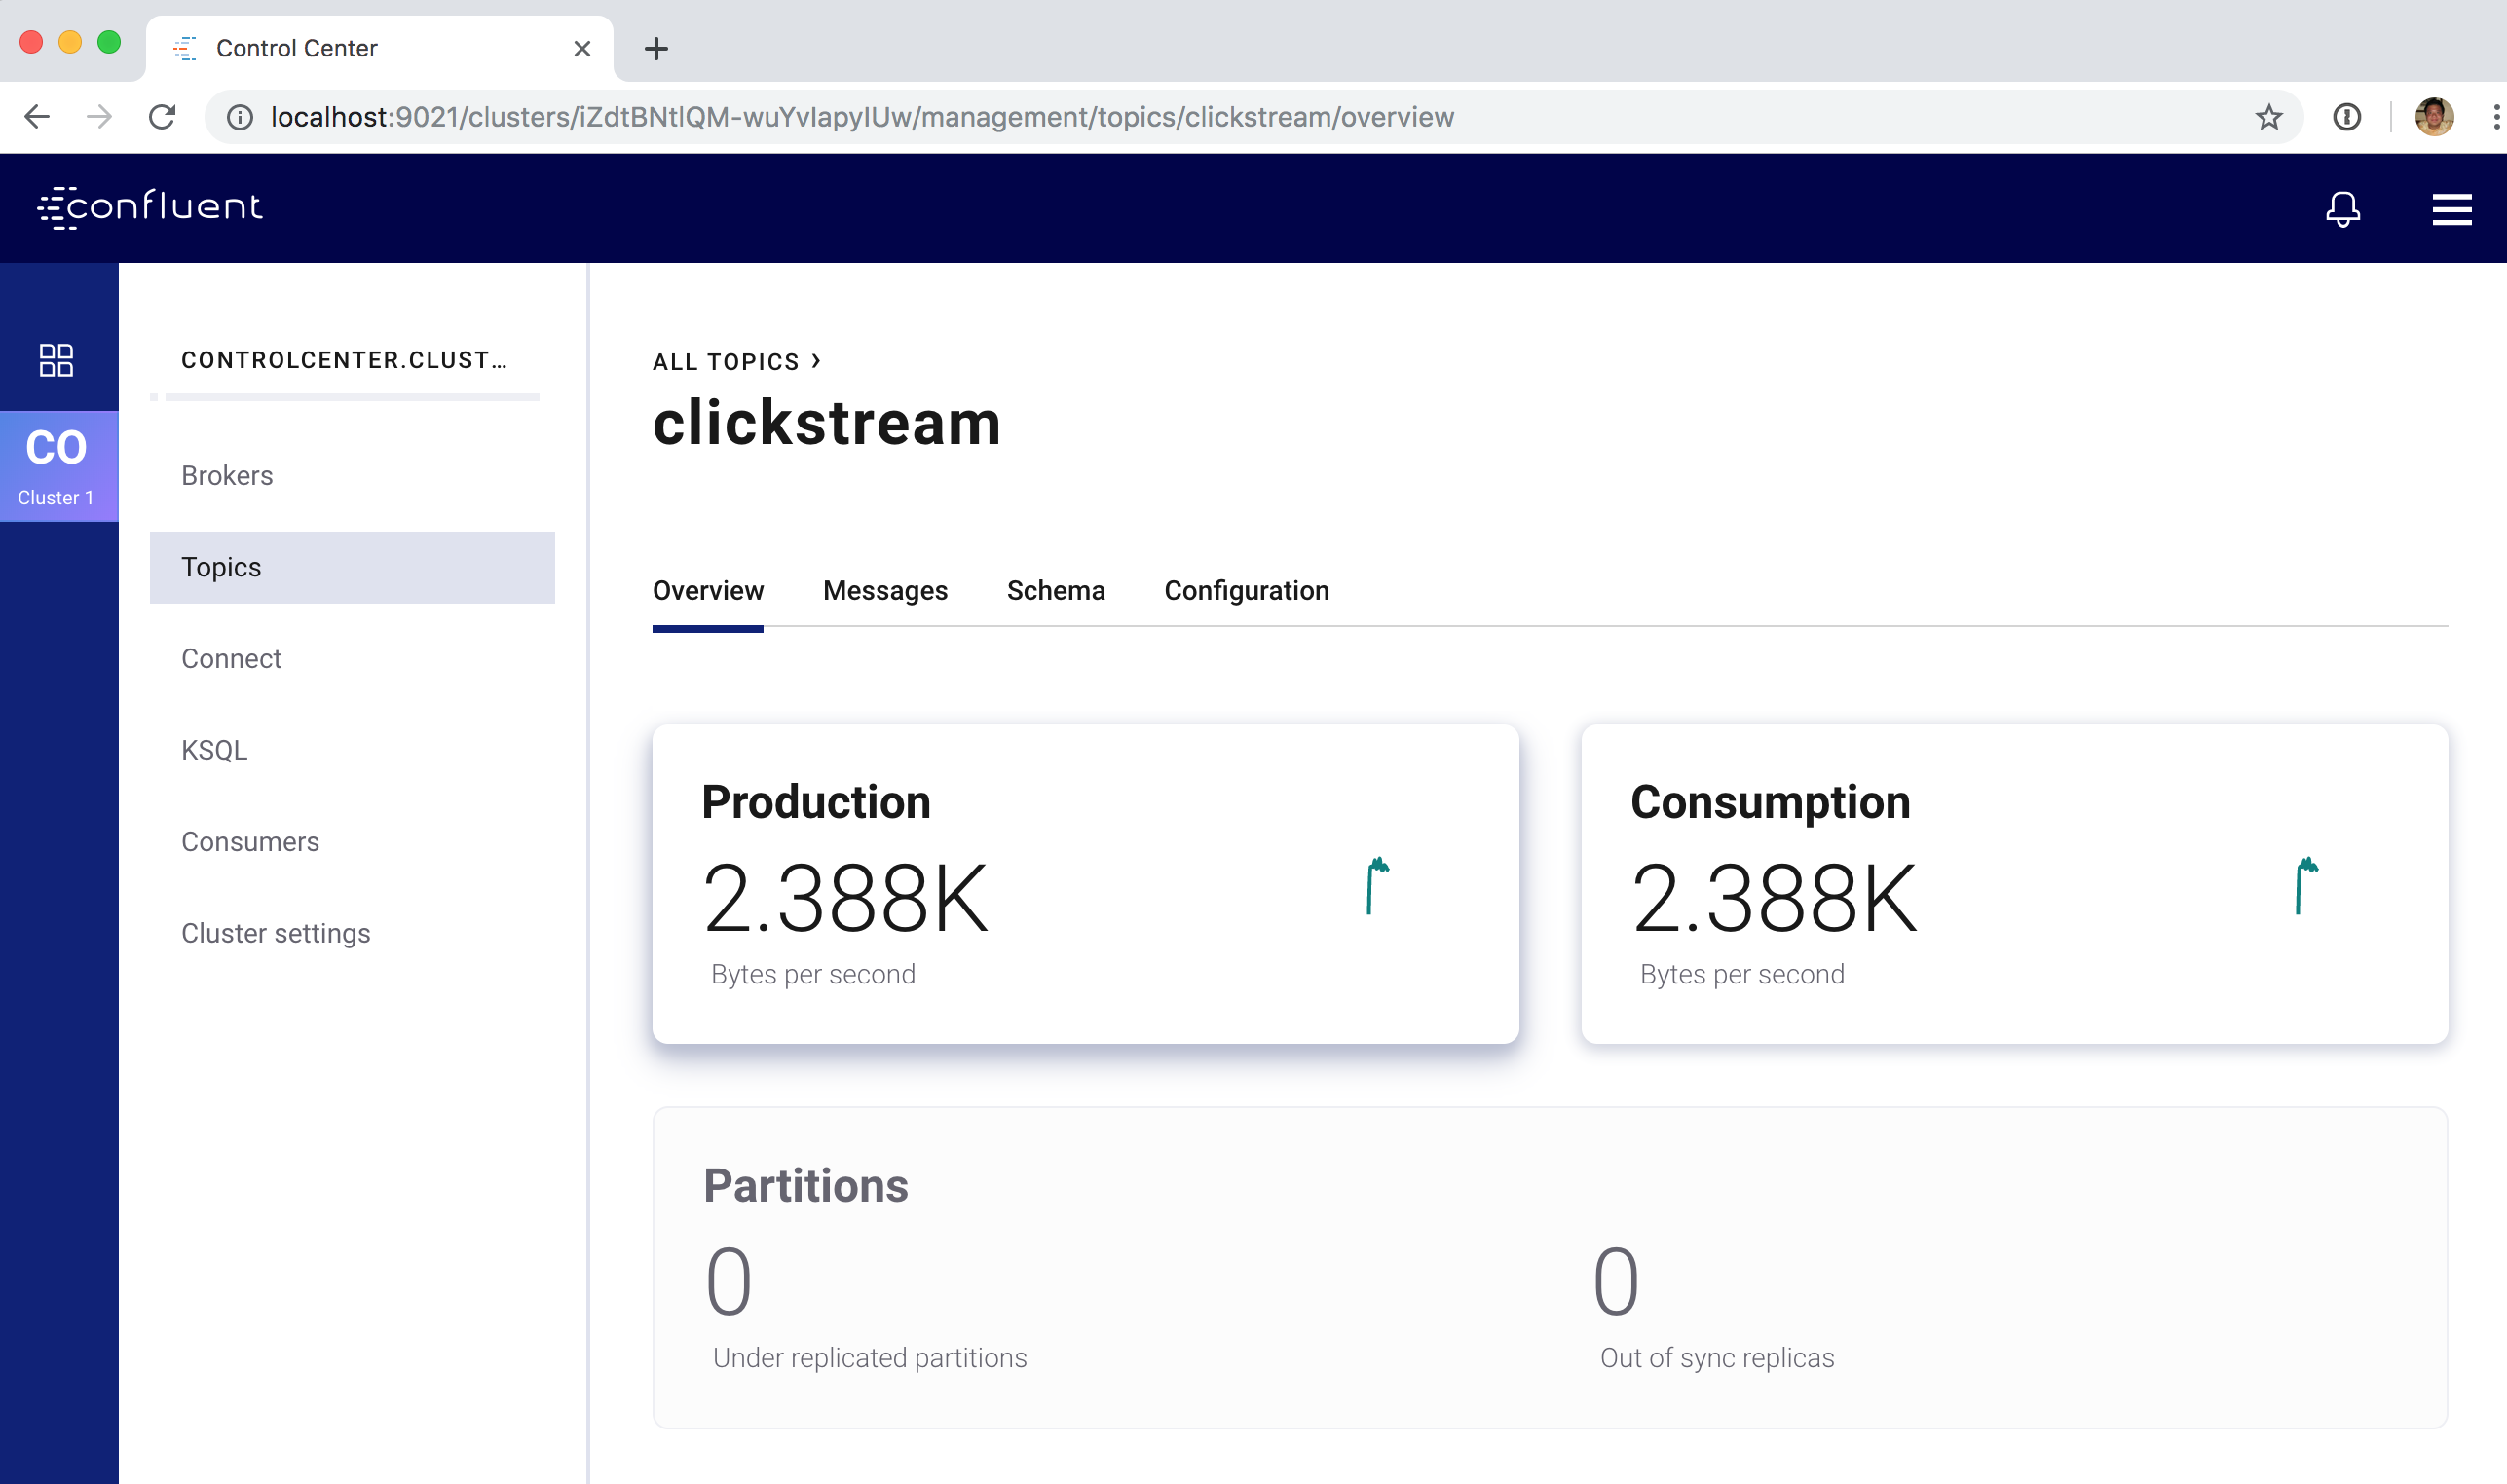 Control Center
localhost:9021/clusters/iZdtBNtlQM-wuYvIapyIUw/management/topics/clickstream/overview
confluent
CO
Cluster 1
CONTROLCENTER.CLUST...
Brokers
Topics
Connect
KSQL
Consumers
Cluster settings
ALL TOPICS ›
clickstream
Overview Messages Schema Configuration
Production
2.388K
Bytes per second
Consumption
2.388K
Bytes per second
Partitions
0
Under replicated partitions
0
Out of sync replicas